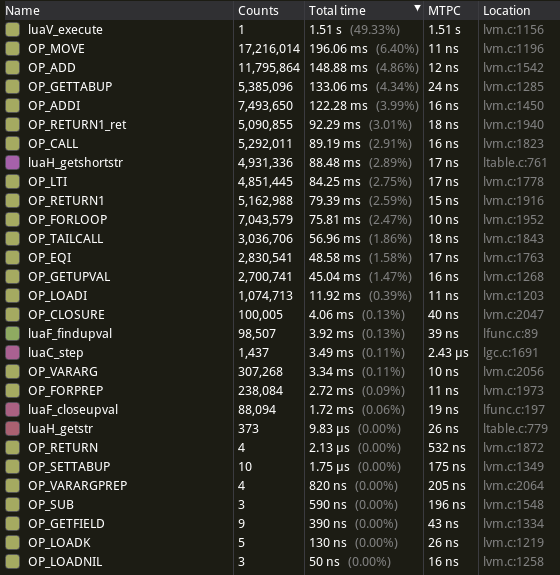 Name Counts Total time ▼ MTPC Location
luaV_execute 1 1.51 s (49.33%) 1.51 s lvm.c:1156
OP_MOVE 17,216,014 196.06 ms (6.40%) 11 ns lvm.c:1196
OP_ADD 11,795,864 148.88 ms (4.86%) 12 ns lvm.c:1542
OP_GETTABUP 5,385,096 133.06 ms (4.34%) 24 ns lvm.c:1285
OP_ADDI 7,493,650 122.28 ms (3.99%) 16 ns lvm.c:1450
OP_RETURN1_ret 5,090,855 92.29 ms (3.01%) 18 ns lvm.c:1940
OP_CALL 5,292,011 89.19 ms (2.91%) 16 ns lvm.c:1823
luaH_getshortstr 4,931,336 88.48 ms (2.89%) 17 ns ltable.c:761
OP_LTI 4,851,445 84.25 ms (2.75%) 17 ns lvm.c:1778
OP_RETURN1 5,162,988 79.39 ms (2.59%) 15 ns lvm.c:1916
OP_FORLOOP 7,043,579 75.81 ms (2.47%) 10 ns lvm.c:1952
OP_TAILCALL 3,036,706 56.96 ms (1.86%) 18 ns lvm.c:1843
OP_EQI 2,830,541 48.58 ms (1.58%) 17 ns lvm.c:1763
OP_GETUPVAL 2,700,741 45.04 ms (1.47%) 16 ns lvm.c:1268
OP_LOADI 1,074,713 11.92 ms (0.39%) 11 ns lvm.c:1203
OP_CLOSURE 100,005 4.06 ms (0.13%) 40 ns lvm.c:2047
luaF_findupval 98,507 3.92 ms (0.13%) 39 ns lfunc.c:89
luaC_step 1,437 3.49 ms (0.11%) 2.43 µs lgc.c:1691
OP_VARARG 307,268 3.34 ms (0.11%) 10 ns lvm.c:2056
OP_FORPREP 238,084 2.72 ms (0.09%) 11 ns lvm.c:1973
luaF_closeupval 88,094 1.72 ms (0.06%) 19 ns lfunc.c:197
luaH_getstr 373 9.83 µs (0.00%) 26 ns ltable.c:779
OP_RETURN 4 2.13 µs (0.00%) 532 ns lvm.c:1872
OP_SETTABUP 10 1.75 µs (0.00%) 175 ns lvm.c:1349
OP_VARARGPREP 4 820 ns (0.00%) 205 ns lvm.c:2064
OP_SUB 3 590 ns (0.00%) 196 ns lvm.c:1548
OP_GETFIELD 9 390 ns (0.00%) 43 ns lvm.c:1334
OP_LOADK 5 130 ns (0.00%) 26 ns lvm.c:1219
OP_LOADNIL 3 50 ns (0.00%) 16 ns lvm.c:1258